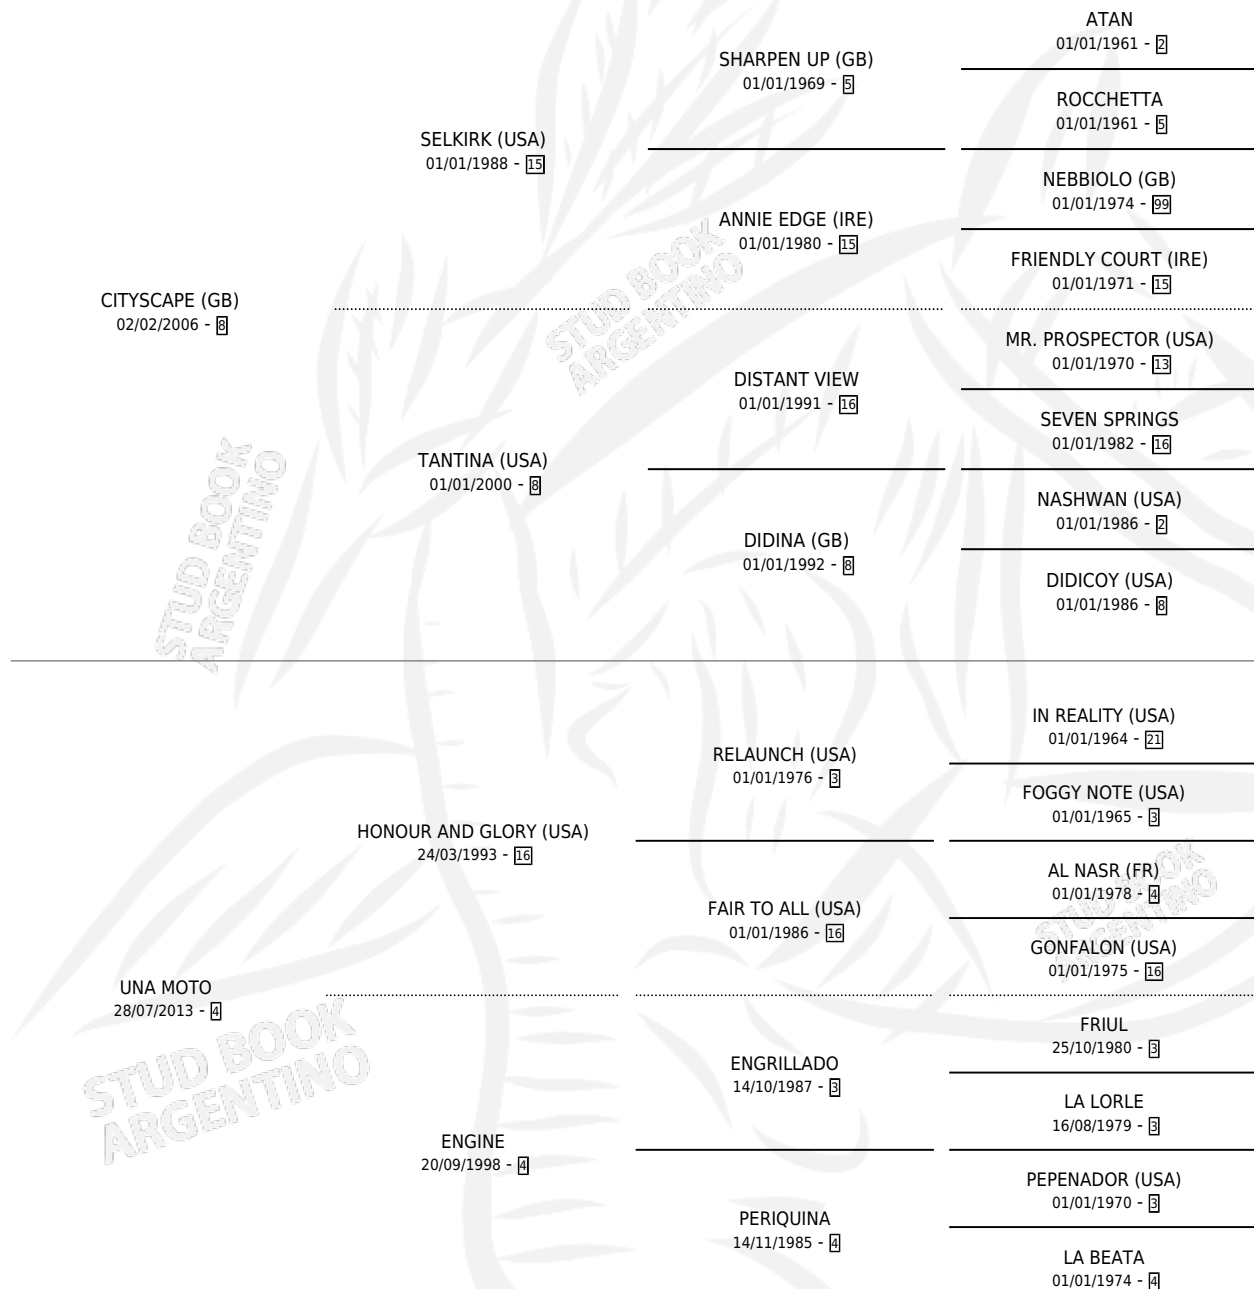 ATAN
01/01/1961 - 2
SHARPEN UP (GB)
01/01/1969 - 5
ROCCHETTA
01/01/1961 - 5
SELKIRK (USA)
01/01/1988 - 15
NEBBIOLO (GB)
01/01/1974 - 99
ANNIE EDGE (IRE)
01/01/1980 - 15
FRIENDLY COURT (IRE)
01/01/1971 - 15
CITYSCAPE (GB)
02/02/2006 - 8
MR. PROSPECTOR (USA)
01/01/1970 - 13
DISTANT VIEW
01/01/1991 - 16
SEVEN SPRINGS
01/01/1982 - 16
TANTINA (USA)
01/01/2000 - 8
NASHWAN (USA)
01/01/1986 - 2
DIDINA (GB)
01/01/1992 - 8
DIDICOY (USA)
01/01/1986 - 8
IN REALITY (USA)
01/01/1964 - 21
RELAUNCH (USA)
01/01/1976 - 3
FOGGY NOTE (USA)
01/01/1965 - 3
HONOUR AND GLORY (USA)
24/03/1993 - 16
AL NASR (FR)
01/01/1978 - 4
FAIR TO ALL (USA)
01/01/1986 - 16
GONFALON (USA)
01/01/1975 - 16
UNA MOTO
28/07/2013 - 4
FRIUL
25/10/1980 - 3
ENGRILLADO
14/10/1987 - 3
LA LORLE
16/08/1979 - 3
ENGINE
20/09/1998 - 4
PEPENADOR (USA)
01/01/1970 - 3
PERIQUINA
14/11/1985 - 4
LA BEATA
01/01/1974 - 4
STUD BOOK
ARGENTINO
STUD BOOK
ARGENTINO
STUD BOOK
ARGENTINO
STUD BOOK
ARGENTINO